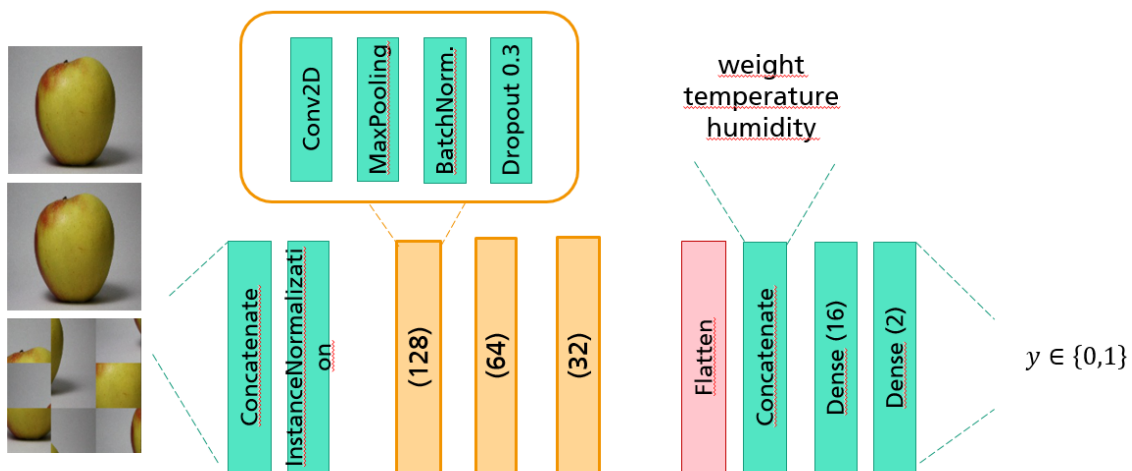 Conv2D
MaxPooling
BatchNorm.
Dropout 0.3
weight
temperature
humidity
Concatenate
InstanceNormalizati
on
(128)
(64)
(32)
Flatten
Concatenate
Dense (16)
Dense (2)
y ∈ {0,1}